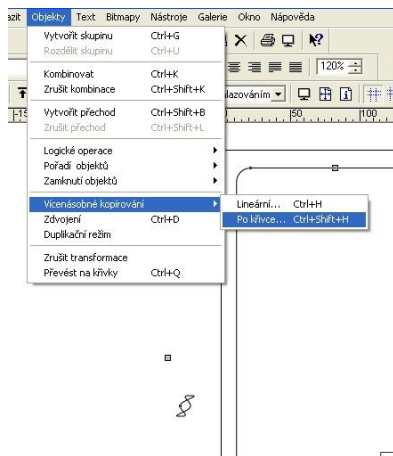 azit Objekty Text Bitmapy Nástroje Galerie Okno Nápověda
Vytvořit skupinu Ctrl+G
Rozdělit skupinu Ctrl+U
Kombinovat Ctrl+K
Zrušit kombinace Ctrl+Shift+K
120%
lazováním
Vytvořit přechod Ctrl+Shift+B
Zrušit přechod Ctrl+Shift+L
-15 50 100
Logické operace
Pořadí objektů
Zamknutí objektů
Vícenásobné kopírování
Lineární... Ctrl+H
Zdvojení Ctrl+D
Po křivce... Ctrl+Shift+H
Duplikační režim
Zrušit transformace
Převést na křivky Ctrl+Q